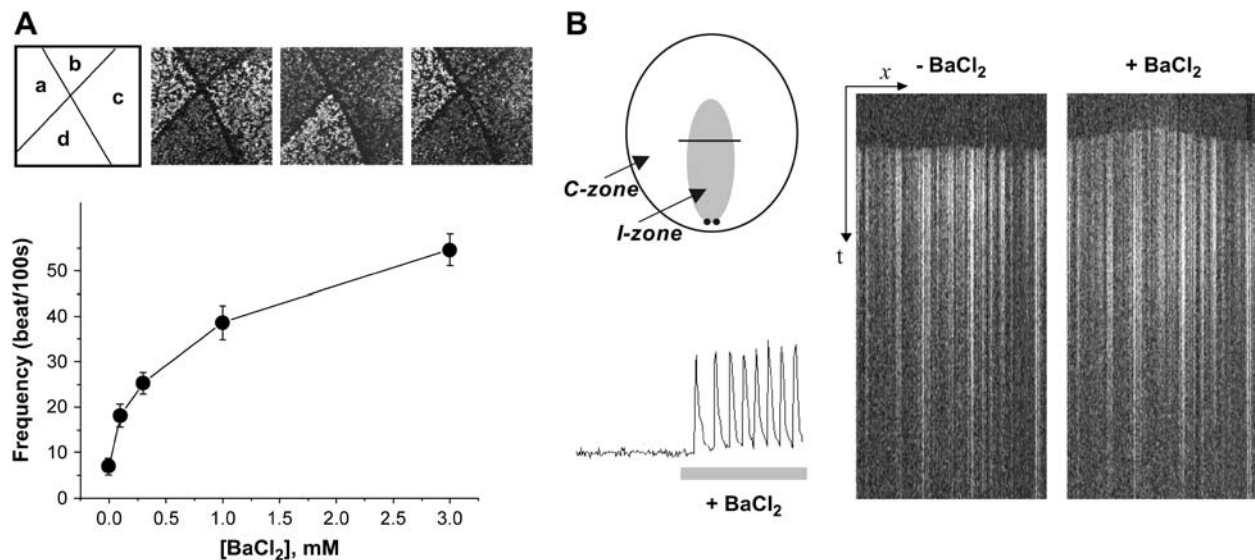 A
a
b
c
d
Frequency (beat/100s)
50
40
30
20
10
0
0.0 0.5 1.0 1.5 2.0 2.5 3.0
[BaCl₂], mM
B
C-zone
I-zone
+ BaCl₂
- BaCl₂
+ BaCl₂
x
t